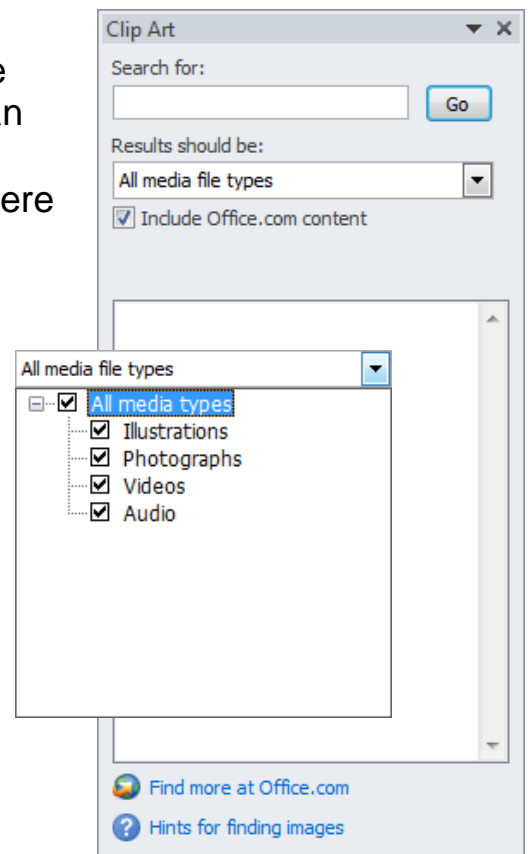 Clip Art
Search for:
Go
Results should be:
ere
All media file types
Include Office.com content
All media file types
All media types
Illustrations
Photographs
Videos
Audio
Find more at Office.com
Hints for finding images